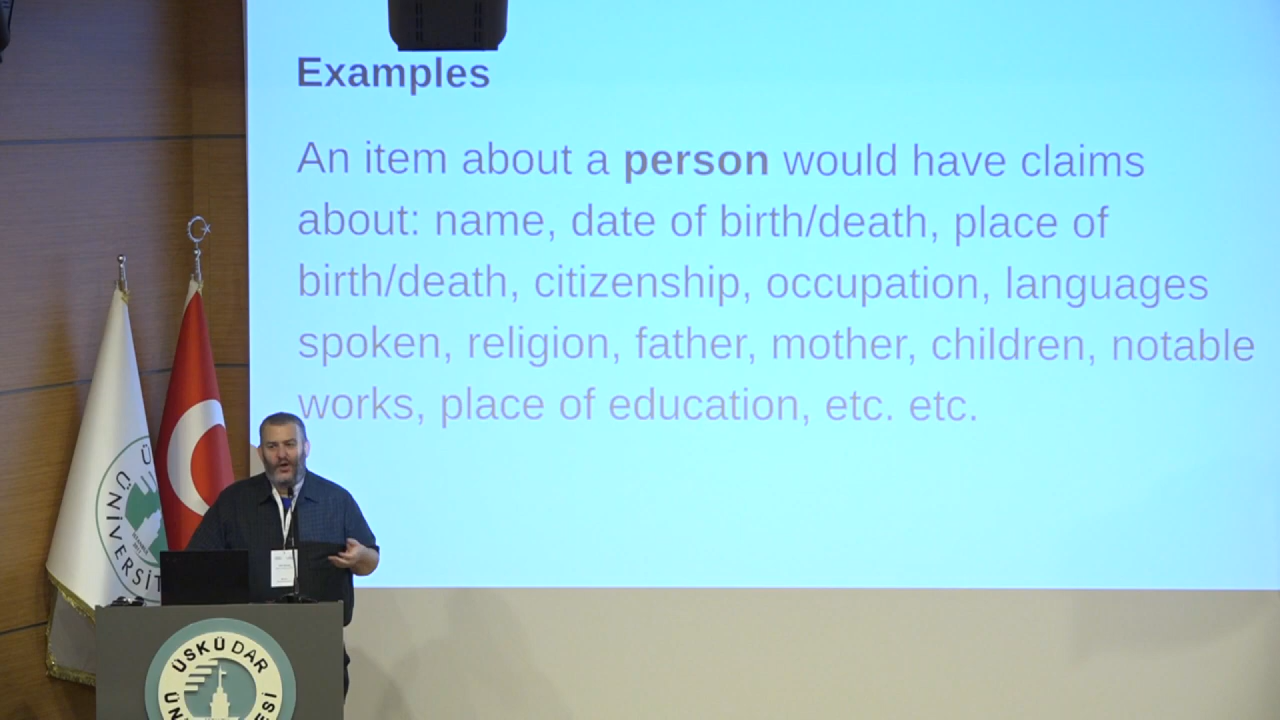 Examples
An item about a person would have claims
about: name, date of birth/death, place of
birth/death, citizenship, occupation, languages
spoken, religion, father, mother, children, notable
works, place of education, etc. etc.
ÜSKÜDAR